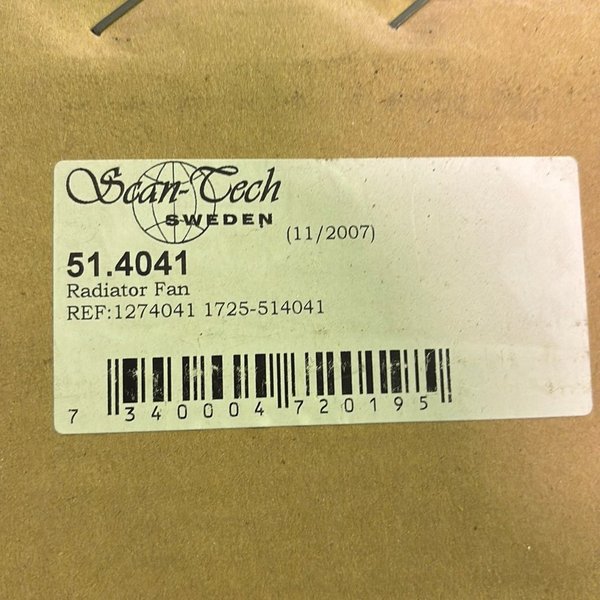 Scan-Tech
SWEDEN
(11/2007)
51.4041
Radiator Fan
REF:1274041 1725-514041
7 340004 720195